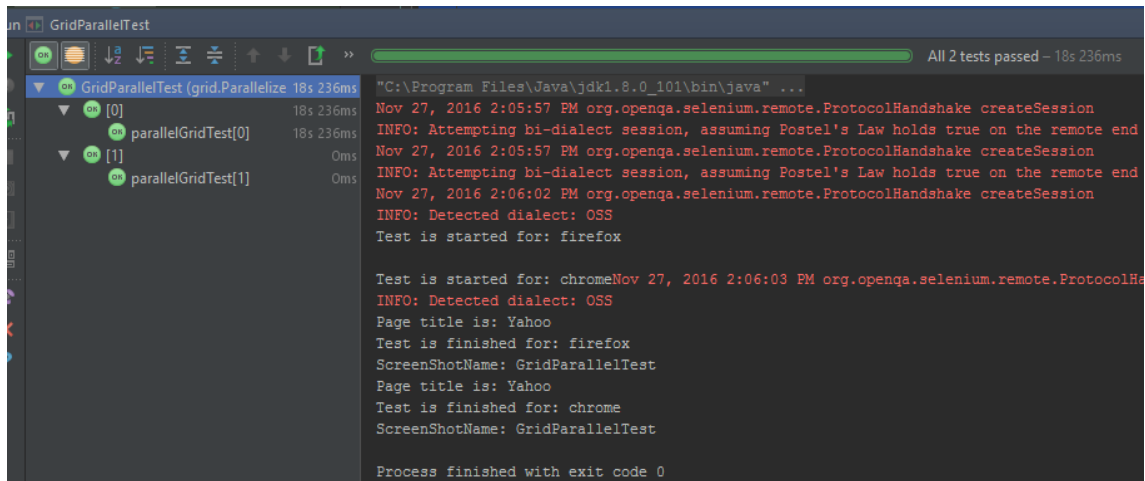 un GridParallelTest
All 2 tests passed – 18s 236ms
GridParallelTest (grid.Parallelize 18s 236ms
[0] 18s 236ms
parallelGridTest[0] 18s 236ms
[1] 0ms
parallelGridTest[1] 0ms
"C:\Program Files\Java\jdk1.8.0_101\bin\java" ...
Nov 27, 2016 2:05:57 PM org.openqa.selenium.remote.ProtocolHandshake createSession
INFO: Attempting bi-dialect session, assuming Postel's Law holds true on the remote end
Nov 27, 2016 2:05:57 PM org.openqa.selenium.remote.ProtocolHandshake createSession
INFO: Attempting bi-dialect session, assuming Postel's Law holds true on the remote end
Nov 27, 2016 2:06:02 PM org.openqa.selenium.remote.ProtocolHandshake createSession
INFO: Detected dialect: OSS
Test is started for: firefox
Test is started for: chromeNov 27, 2016 2:06:03 PM org.openqa.selenium.remote.ProtocolHa
INFO: Detected dialect: OSS
Page title is: Yahoo
Test is finished for: firefox
ScreenShotName: GridParallelTest
Page title is: Yahoo
Test is finished for: chrome
ScreenShotName: GridParallelTest
Process finished with exit code 0